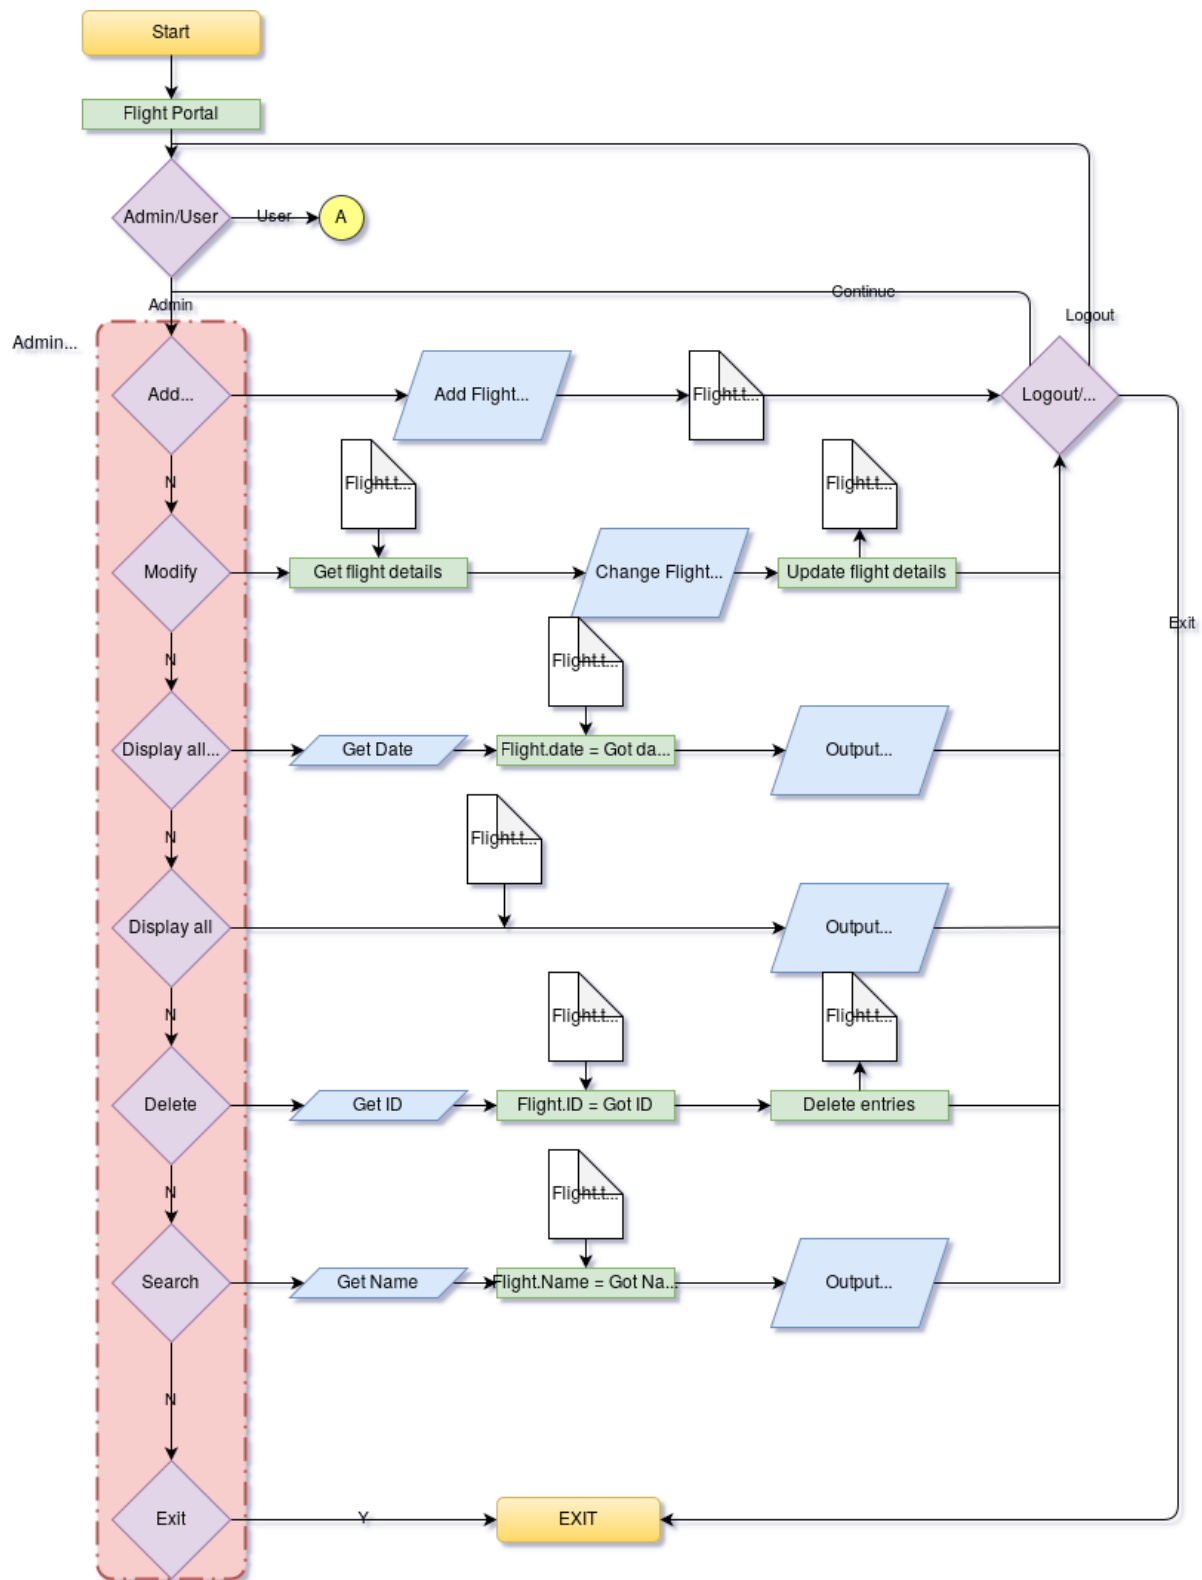 Start
Flight Portal
Admin/User
User
A
Admin
Continue
Logout
Admin...
Add...
Add Flight...
Flight.t...
Logout/...
N
Flight.t...
Flight.t...
Modify
Get flight details
Change Flight...
Update flight details
Exit
N
Flight.t...
Display all...
Get Date
Flight.date = Got da...
Output...
N
Flight.t...
Display all
Output...
N
Flight.t...
Flight.t...
Delete
Get ID
Flight.ID = Got ID
Delete entries
N
Flight.t...
Search
Get Name
Flight.Name = Got Na...
Output...
N
Exit
Y
EXIT